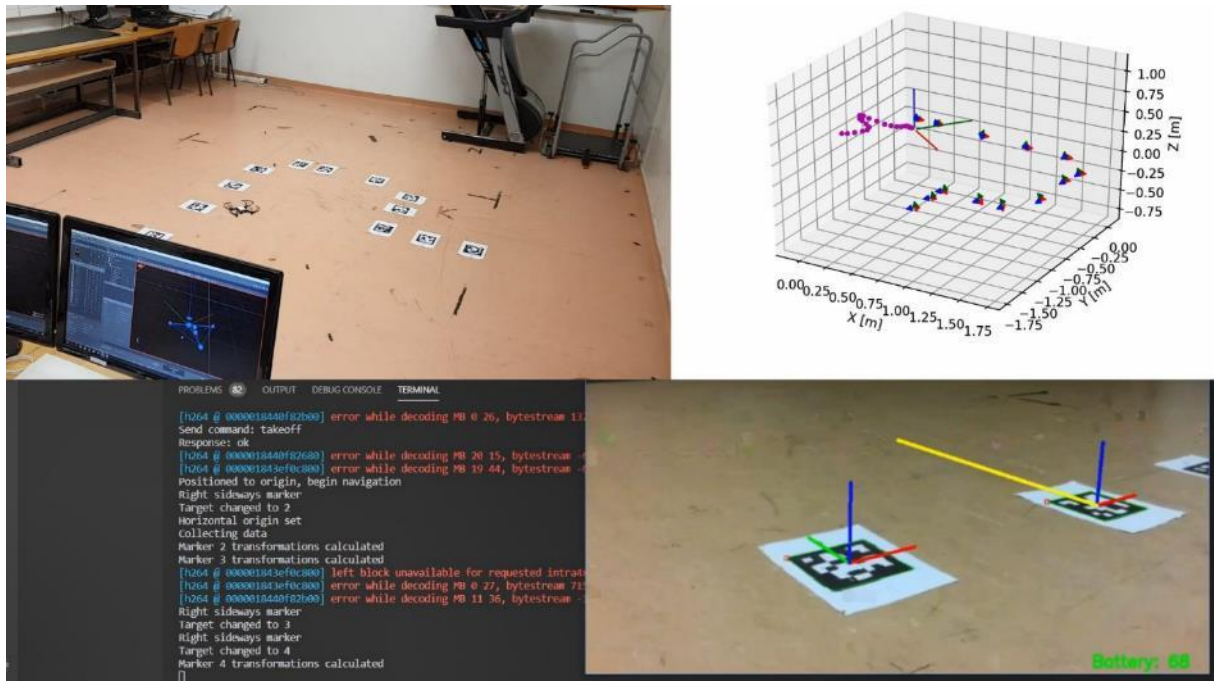 1.00
0.75
0.50
0.25
0.00
−0.25
−0.50
−0.75
Z [m]
0.00
−0.25
−0.50
−0.75
−1.00
−1.25
−1.50
−1.75
Y [m]
0.00 0.25 0.50 0.75 1.00 1.25 1.50 1.75
X [m]
PROBLEMS 82 OUTPUT DEBUG CONSOLE TERMINAL
[h264 @ 0000018440f82b00] error while decoding MB 0 26, bytestream
Send command: takeoff
Response: ok
[h264 @ 0000018440f82680] error while decoding MB 20 15, bytestream
[h264 @ 000001843ef0c800] error while decoding MB 19 44, bytestream
Positioned to origin, begin navigation
Right sideways marker
Target changed to 2
Horizontal origin set
Collecting data
Marker 2 transformations calculated
Marker 3 transformations calculated
[h264 @ 000001843ef0c800] left block unavailable for requested
[h264 @ 000001843ef0c800] error while decoding MB 0 27, bytestream
[h264 @ 0000018440f82b00] error while decoding MB 11 36, bytestream
Right sideways marker
Target changed to 3
Right sideways marker
Target changed to 4
Marker 4 transformations calculated
Battery: 68